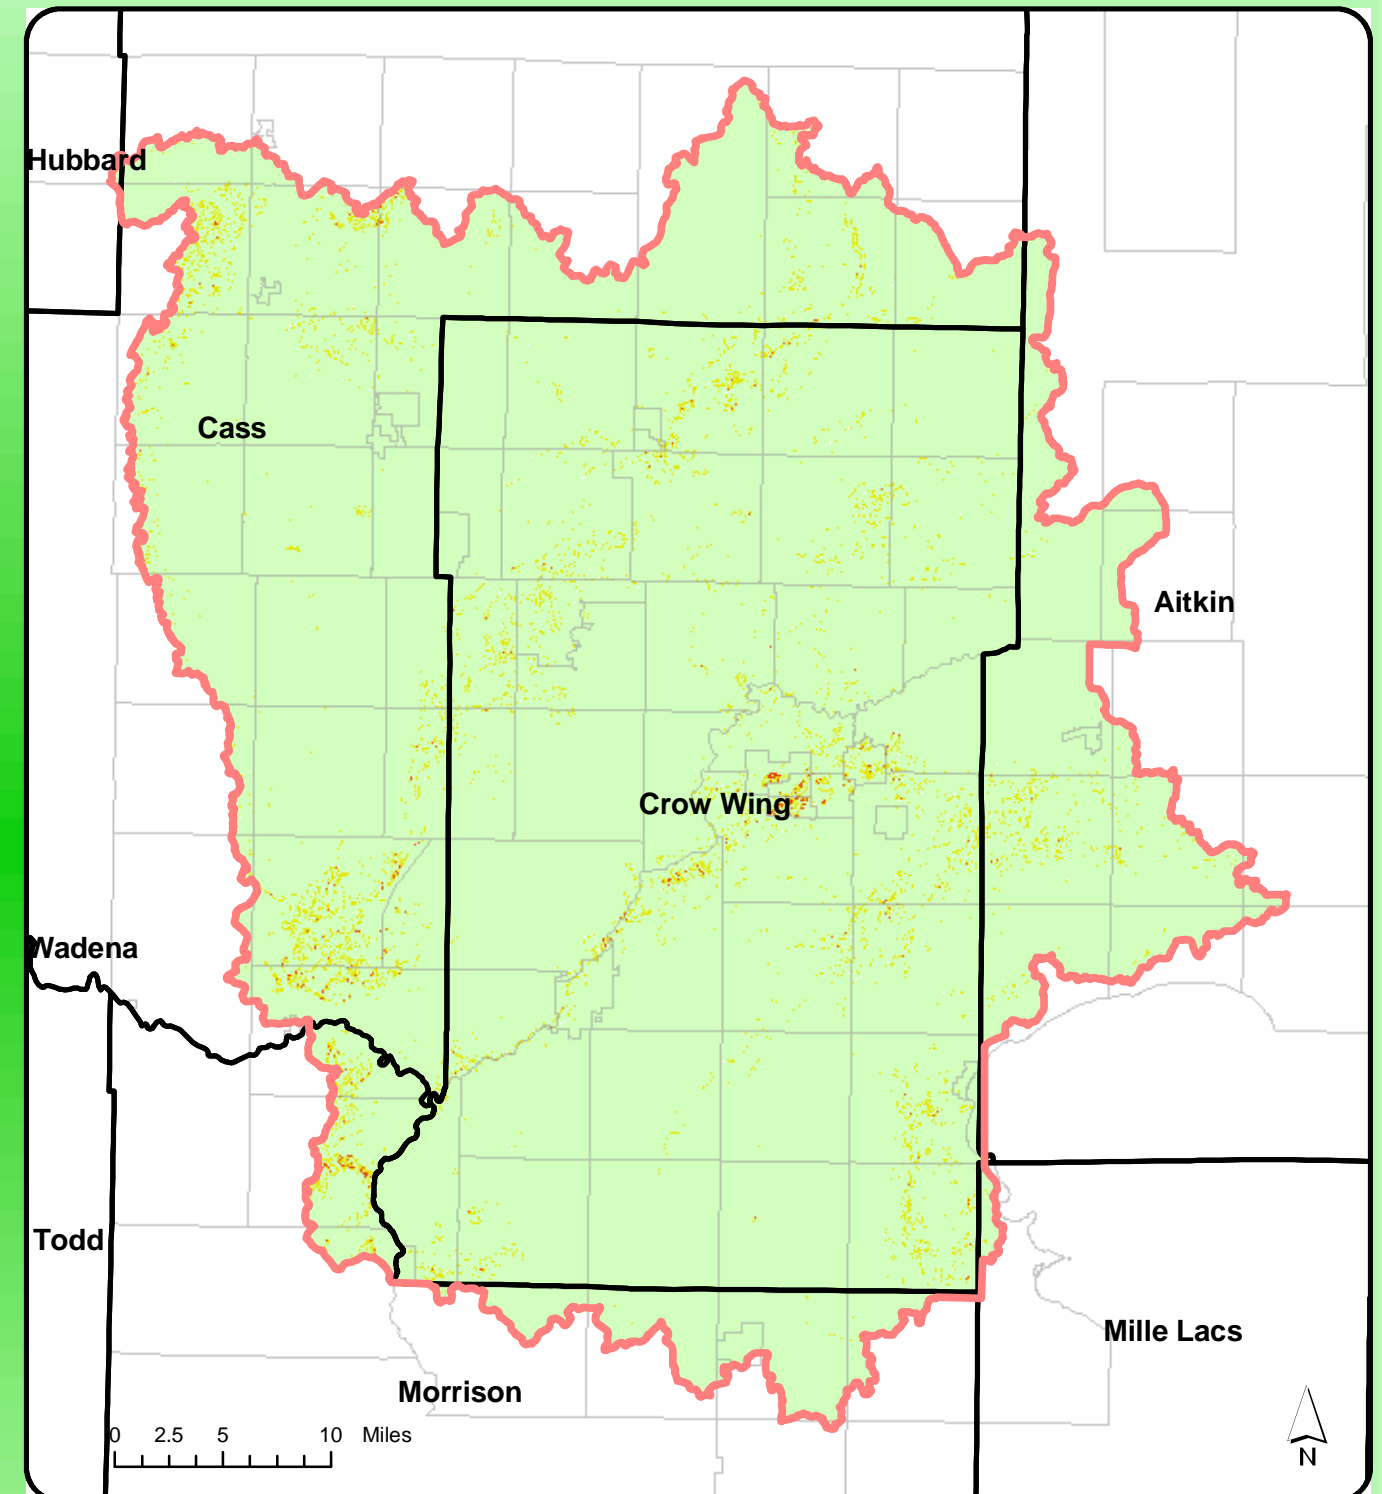 Hubbard
Cass
Aitkin
Crow Wing
Wadena
Todd
Mille Lacs
Morrison
0 2.5 5 10 Miles
N